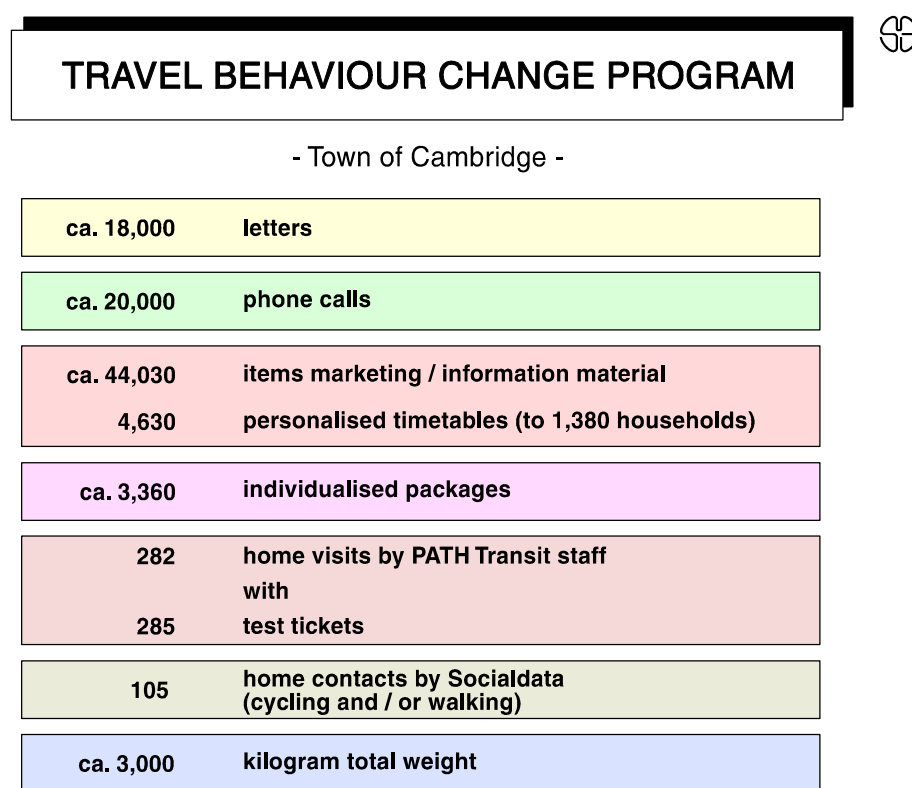 TRAVEL BEHAVIOUR CHANGE PROGRAM
- Town of Cambridge -
ca. 18,000 letters
ca. 20,000 phone calls
ca. 44,030 items marketing / information material
4,630 personalised timetables (to 1,380 households)
ca. 3,360 individualised packages
282 home visits by PATH Transit staff
with
285 test tickets
105 home contacts by Socialdata
(cycling and / or walking)
ca. 3,000 kilogram total weight